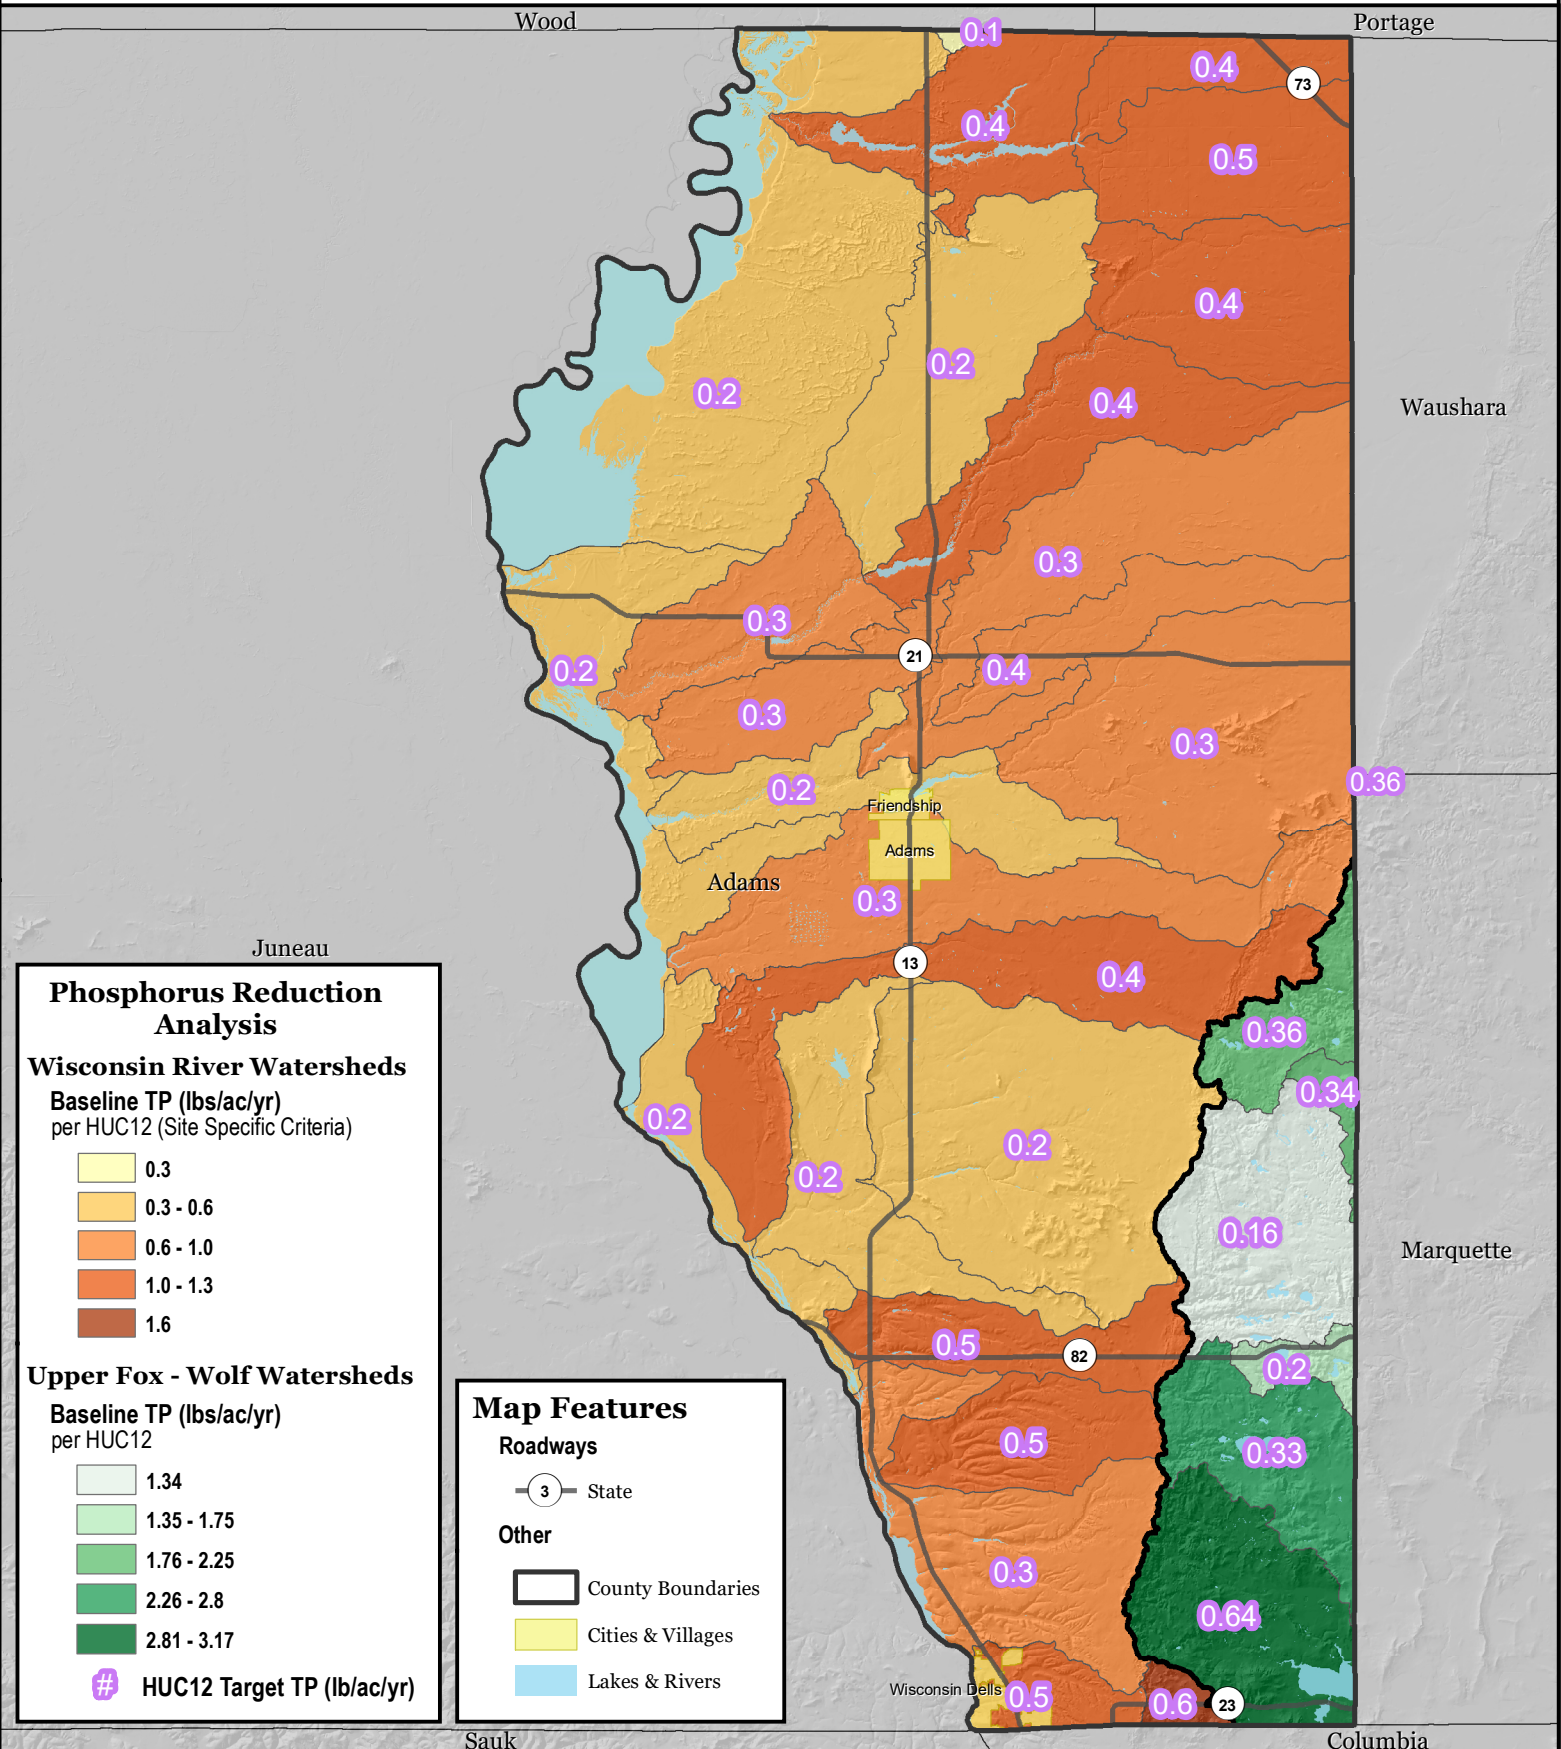 Wood
Portage
0.1
0.4
73
0.4
0.5
0.4
0.2
0.2
0.4
Waushara
0.3
0.3
21
0.2
0.4
0.3
0.3
0.36
0.2
Friendship
Adams
Adams
0.3
Juneau
13
0.4
0.36
0.34
0.2
0.2
0.2
0.16
Marquette
0.5
82
0.2
0.5
0.33
0.3
0.64
Wisconsin Dells
0.5
0.6
23
Sauk
Columbia
Phosphorus Reduction
Analysis
Wisconsin River Watersheds
Baseline TP (lbs/ac/yr)
per HUC12 (Site Specific Criteria)
0.3
0.3 - 0.6
0.6 - 1.0
1.0 - 1.3
1.6
Upper Fox - Wolf Watersheds
Baseline TP (lbs/ac/yr)
per HUC12
1.34
1.35 - 1.75
1.76 - 2.25
2.26 - 2.8
2.81 - 3.17
# HUC12 Target TP (lb/ac/yr)
Map Features
Roadways
3 State
Other
County Boundaries
Cities & Villages
Lakes & Rivers